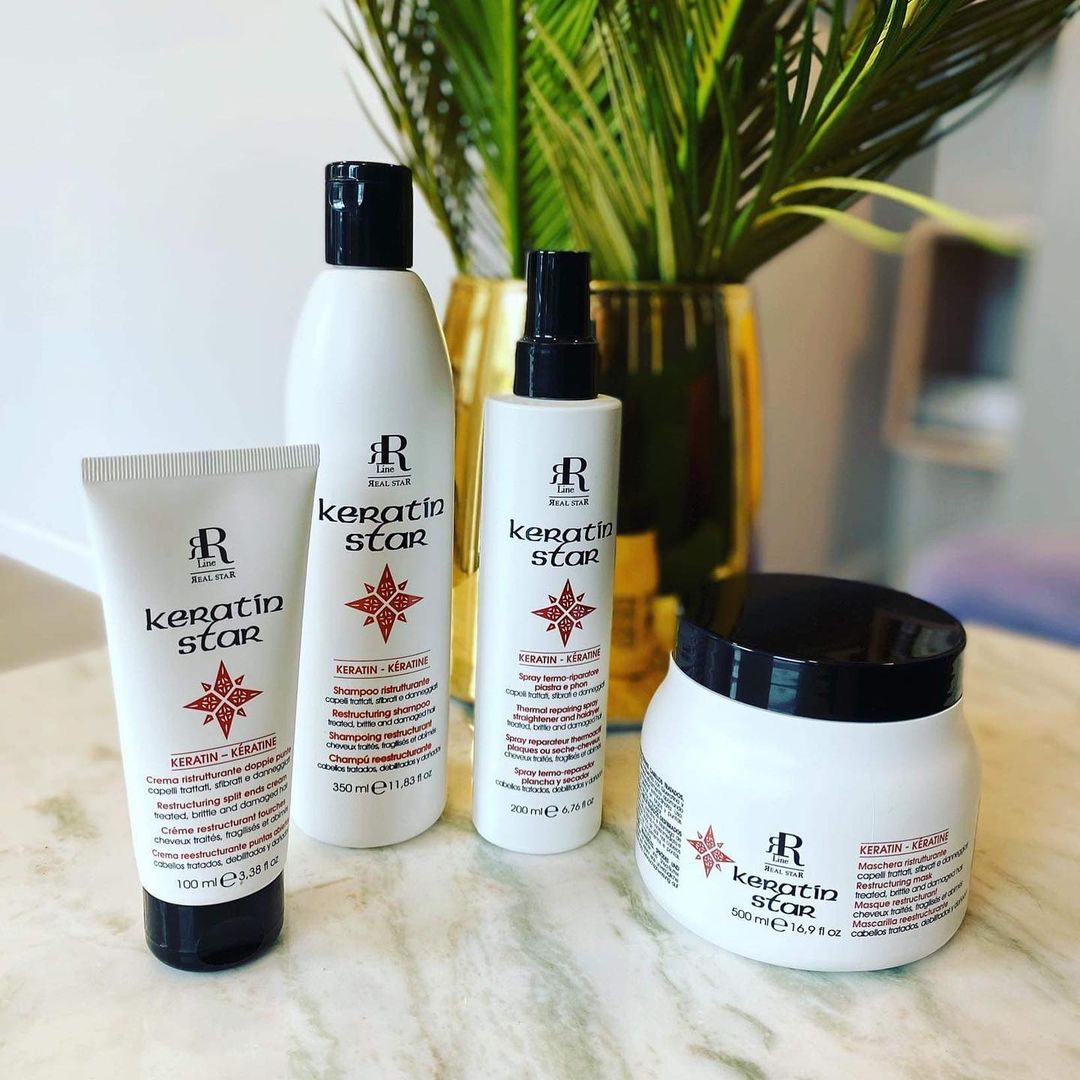 RR
Line
REAL STAR
keratin
star
KERATIN – KÉRATINE
Crema ristrutturante doppie punte
capelli trattati, sfibrati e danneggiati
Restructuring split ends cream
treated, brittle and damaged hair
Crème restructurant fourches
cheveux traités, fragilisés et abîmés
Crema reestructurante puntas abiertas
cabellos tratados, debilitados y dañados
100 ml e 3,38 fl oz
RR
Line
REAL STAR
keratin
star
KERATIN - KÉRATINE
Shampoo ristrutturante
capelli trattati, sfibrati e danneggiati
Restructuring shampoo
treated, brittle and damaged hair
Shampoing restructurant
cheveux traités, fragilisés et abîmés
Champú reestructurante
cabellos tratados, debilitados y dañados
350 ml e 11,83 fl oz
RR
Line
REAL STAR
keratin
star
KERATIN - KÉRATINE
Spray termo-riparatore
piastra e phon
capelli trattati, sfibrati e danneggiati
Thermal repairing spray
straightener and hairdryer
treated, brittle and damaged hair
Spray reparateur thermoactif
plaques ou seche-cheveux
cheveux traités, fragilisés et abîmés
Spray termo-reparador
plancha y secador
cabellos tratados, debilitados y dañados
200 ml e 6,76 fl oz
RR
Line
REAL STAR
keratin
star
500 ml e 16,9 fl oz
KERATIN - KÉRATINE
Maschera ristrutturante
capelli trattati, sfibrati e danneggiati
Restructuring mask
treated, brittle and damaged hair
Masque restructurant
cheveux traités, fragilisés et abîmés
Mascarilla reestructurante
cabellos tratados, debilitados y dañados